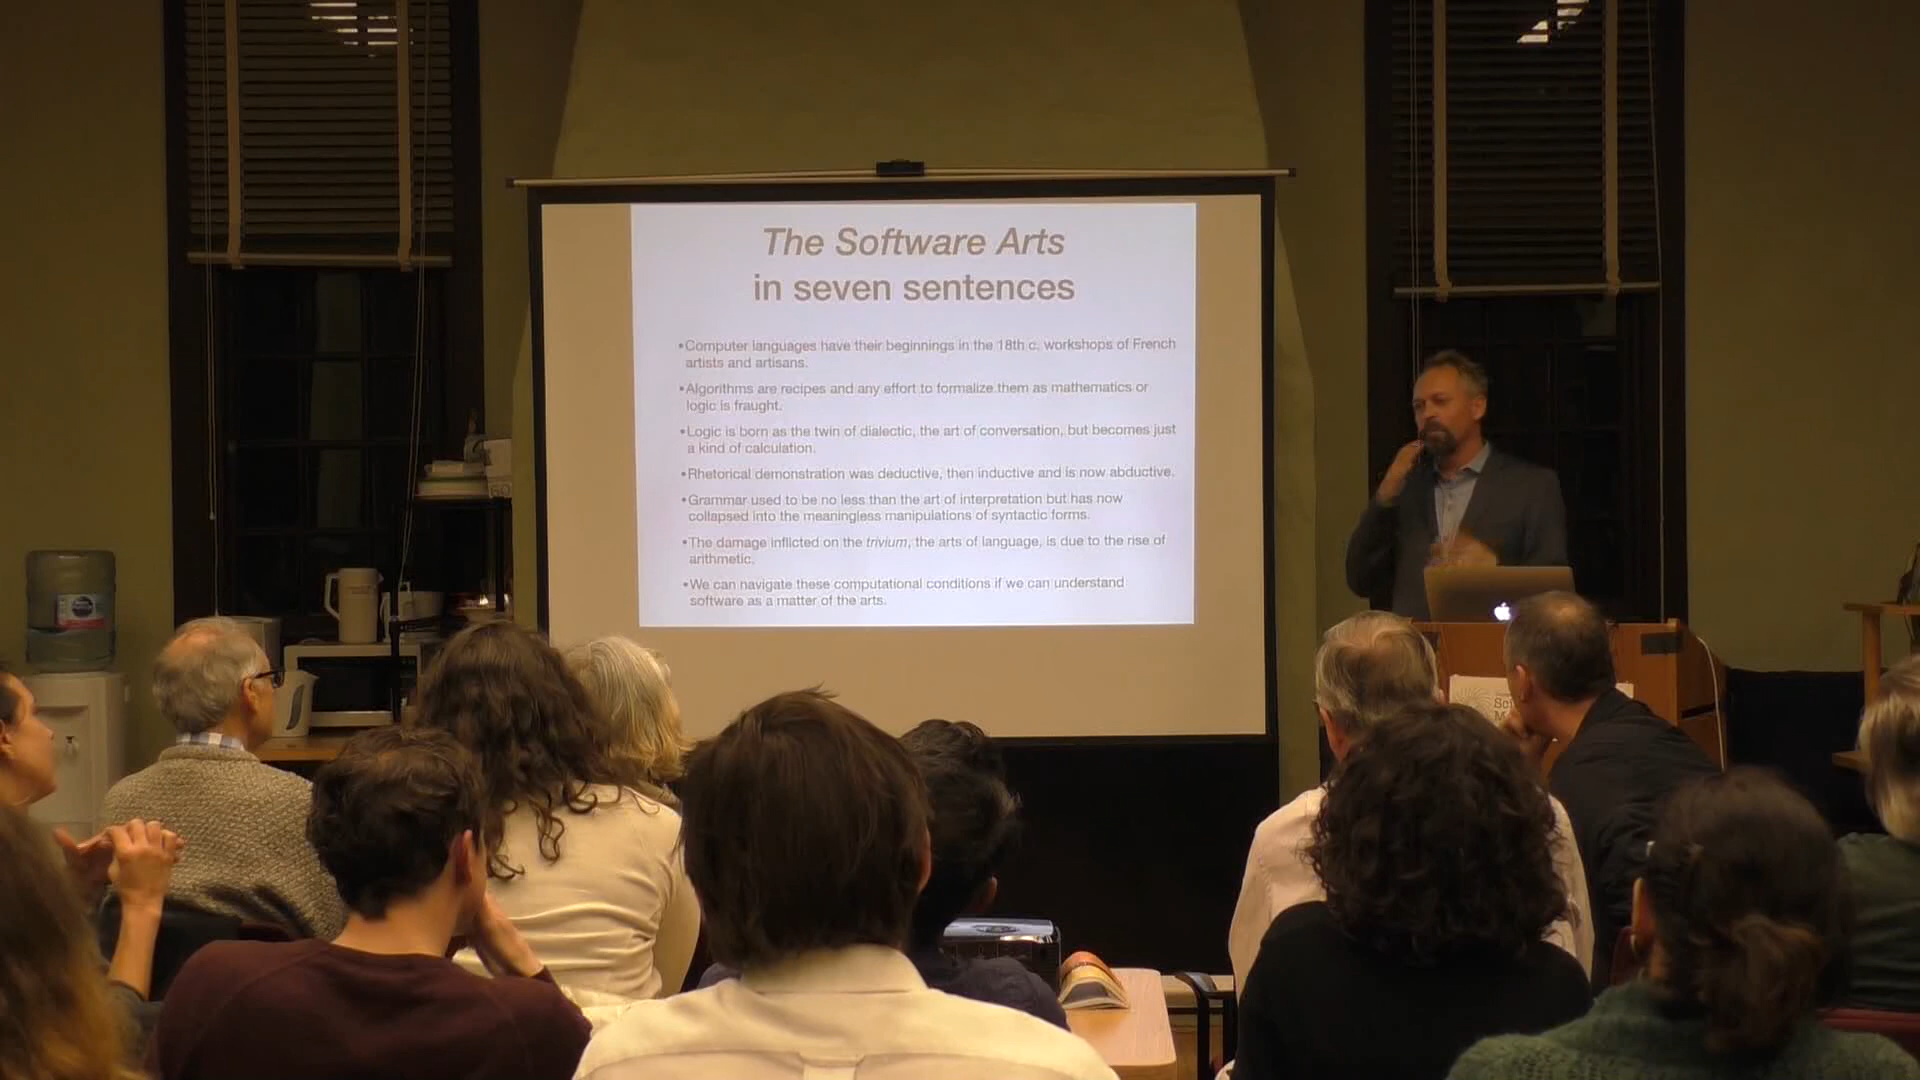 The Software Arts
in seven sentences
•Computer languages have their beginnings in the 18th c. workshops of French
artists and artisans.
•Algorithms are recipes and any effort to formalize them as mathematics or
logic is fraught.
•Logic is born as the twin of dialectic, the art of conversation, but becomes just
a kind of calculation.
•Rhetorical demonstration was deductive, then inductive and is now abductive.
•Grammar used to be no less than the art of interpretation but has now
collapsed into the meaningless manipulations of syntactic forms.
•The damage inflicted on the trivium, the arts of language, is due to the rise of
arithmetic.
•We can navigate these computational conditions if we can understand
software as a matter of the arts.